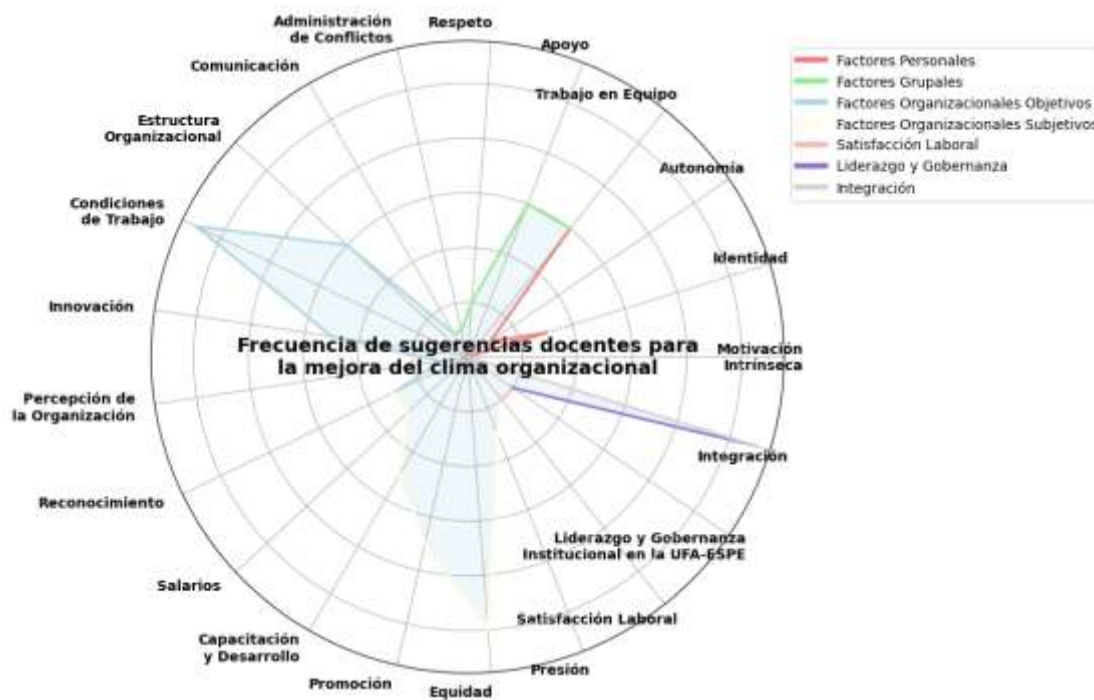 Administración
de Conflictos
Respeto
Apoyo
Comunicación
Trabajo en Equipo
Estructura
Organizacional
Autonomía
Condiciones
de Trabajo
Identidad
Innovación
Frecuencia de sugerencias docentes para
la mejora del clima organizacional
Motivación
Intrínseca
Percepción de
la Organización
Integración
Reconocimiento
Liderazgo y Gobernanza
Institucional en la UFA-ESPE
Salarios
Satisfacción Laboral
Capacitación
y Desarrollo
Presión
Promoción
Equidad
Factores Personales
Factores Grupales
Factores Organizacionales Objetivos
Factores Organizacionales Subjetivos
Satisfacción Laboral
Liderazgo y Gobernanza
Integración